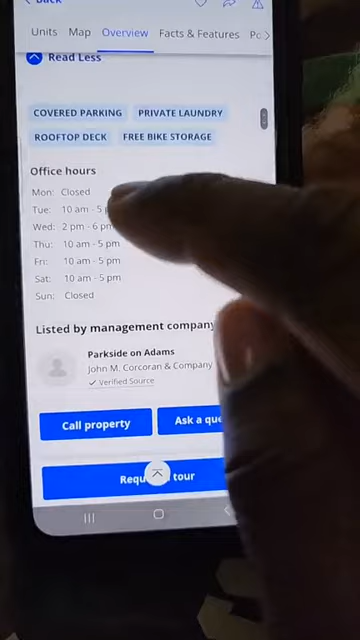 Back
Units Map Overview Facts & Features
Read Less
COVERED PARKING PRIVATE LAUNDRY
ROOFTOP DECK FREE BIKE STORAGE
Office hours
Mon: Closed
Tue: 10 am - 5
Wed: 2 pm - 6 pm
Thu: 10 am - 5 pm
Fri: 10 am - 5 pm
Sat: 10 am - 5 pm
Sun: Closed
Listed by management company
Parkside on Adams
John M. Corcoran & Company
Verified Source
Call property Ask a
tour